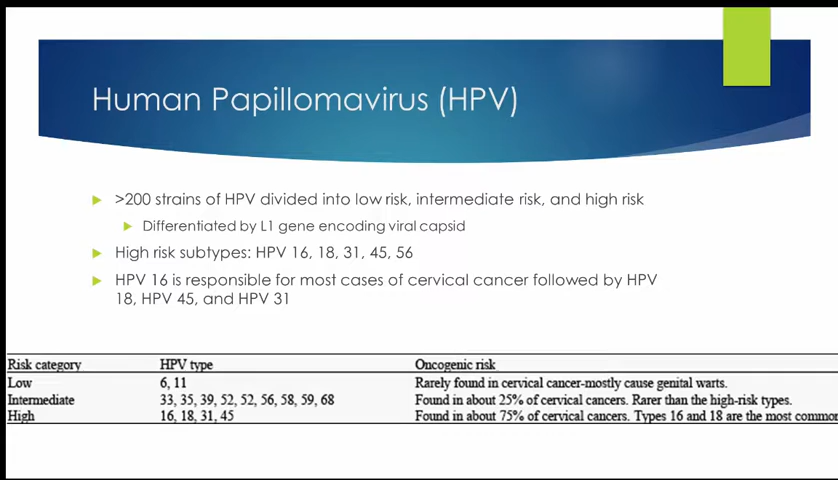 Human Papillomavirus (HPV)
>200 strains of HPV divided into low risk, intermediate risk, and high risk
Differentiated by L1 gene encoding viral capsid
High risk subtypes: HPV 16, 18, 31, 45, 56
HPV 16 is responsible for most cases of cervical cancer followed by HPV
18, HPV 45, and HPV 31
Risk category HPV type Oncogenic risk
Low 6, 11 Rarely found in cervical cancer-mostly cause genital warts.
Intermediate 33, 35, 39, 52, 52, 56, 58, 59, 68 Found in about 25% of cervical cancers. Rarer than the high-risk types.
High 16, 18, 31, 45 Found in about 75% of cervical cancers. Types 16 and 18 are the most common